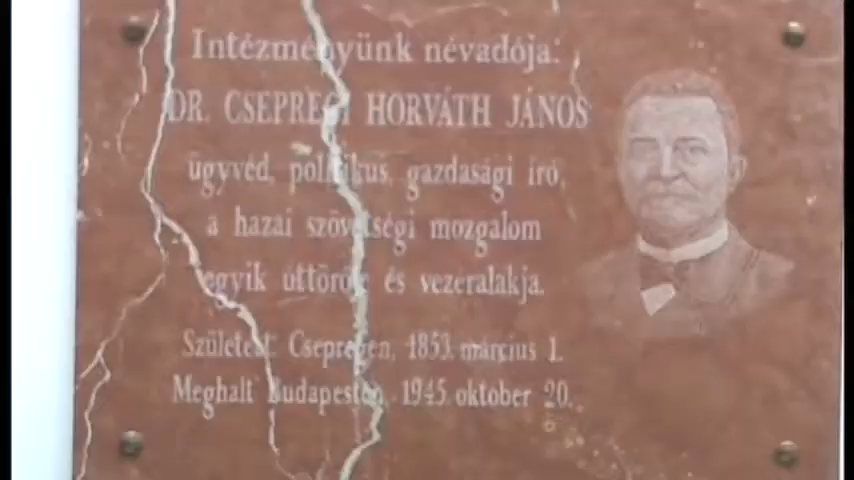 Intézményünk névadója:
DR. CSEPREGI HORVÁTH JÁNOS
ügyvéd, politikus, gazdasági író,
a hazai szövetségi mozgalom
egyik úttörője és vezéralakja.
Született Csepregen, 1853. március 1.
Meghalt Budapesten, 1945. október 20.